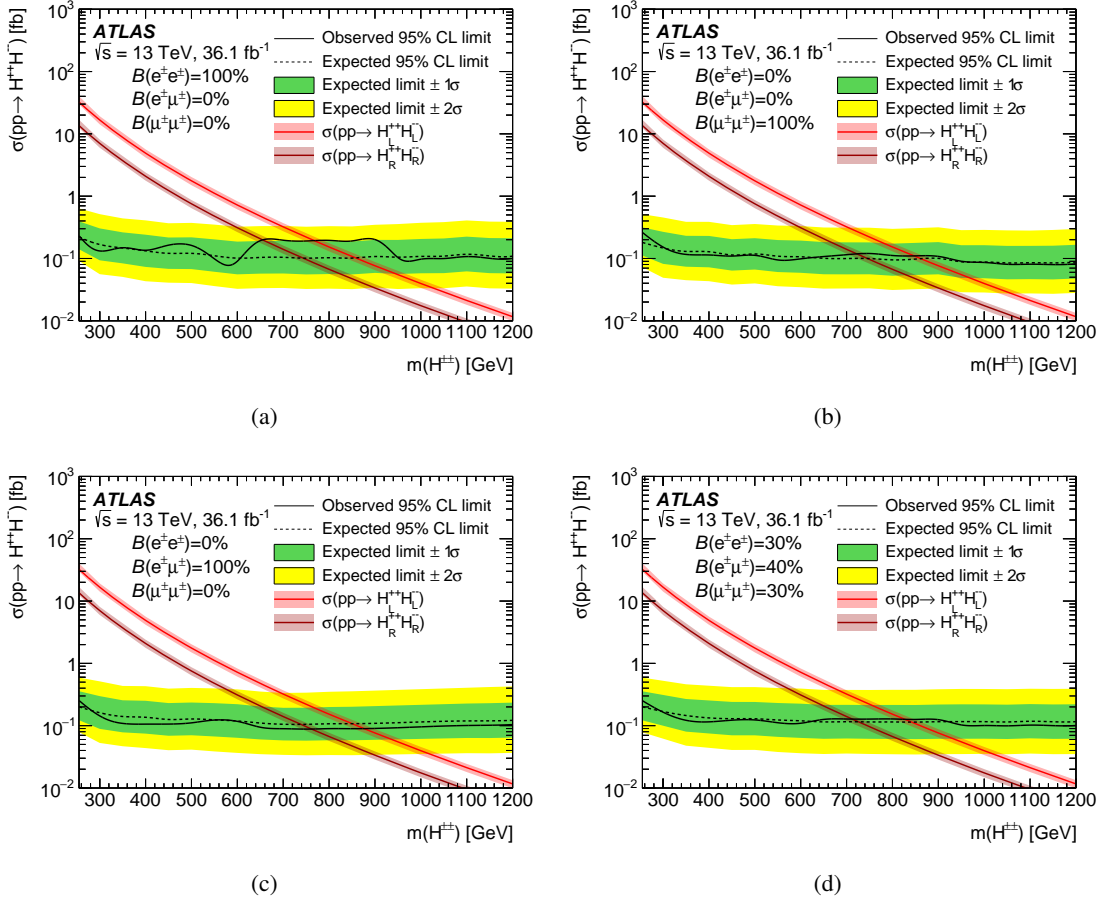 ATLAS
√s = 13 TeV, 36.1 fb⁻¹
B(e±e±)=100%
B(e±μ±)=0%
B(μ±μ±)=0%
Observed 95% CL limit
Expected 95% CL limit
Expected limit ± 1σ
Expected limit ± 2σ
σ(pp→ H_L^++H_L^--)
σ(pp→ H_R^++H_R^--)
σ(pp→ H^++H^--) [fb]
10³
10²
10
1
10⁻¹
10⁻²
300 400 500 600 700 800 900 1000 1100 1200
m(H±±) [GeV]
(a)
ATLAS
√s = 13 TeV, 36.1 fb⁻¹
B(e±e±)=0%
B(e±μ±)=0%
B(μ±μ±)=100%
Observed 95% CL limit
Expected 95% CL limit
Expected limit ± 1σ
Expected limit ± 2σ
σ(pp→ H_L^++H_L^--)
σ(pp→ H_R^++H_R^--)
σ(pp→ H^++H^--) [fb]
10³
10²
10
1
10⁻¹
10⁻²
300 400 500 600 700 800 900 1000 1100 1200
m(H±±) [GeV]
(b)
ATLAS
√s = 13 TeV, 36.1 fb⁻¹
B(e±e±)=0%
B(e±μ±)=100%
B(μ±μ±)=0%
Observed 95% CL limit
Expected 95% CL limit
Expected limit ± 1σ
Expected limit ± 2σ
σ(pp→ H_L^++H_L^--)
σ(pp→ H_R^++H_R^--)
σ(pp→ H^++H^--) [fb]
10³
10²
10
1
10⁻¹
10⁻²
300 400 500 600 700 800 900 1000 1100 1200
m(H±±) [GeV]
(c)
ATLAS
√s = 13 TeV, 36.1 fb⁻¹
B(e±e±)=30%
B(e±μ±)=40%
B(μ±μ±)=30%
Observed 95% CL limit
Expected 95% CL limit
Expected limit ± 1σ
Expected limit ± 2σ
σ(pp→ H_L^++H_L^--)
σ(pp→ H_R^++H_R^--)
σ(pp→ H^++H^--) [fb]
10³
10²
10
1
10⁻¹
10⁻²
300 400 500 600 700 800 900 1000 1100 1200
m(H±±) [GeV]
(d)